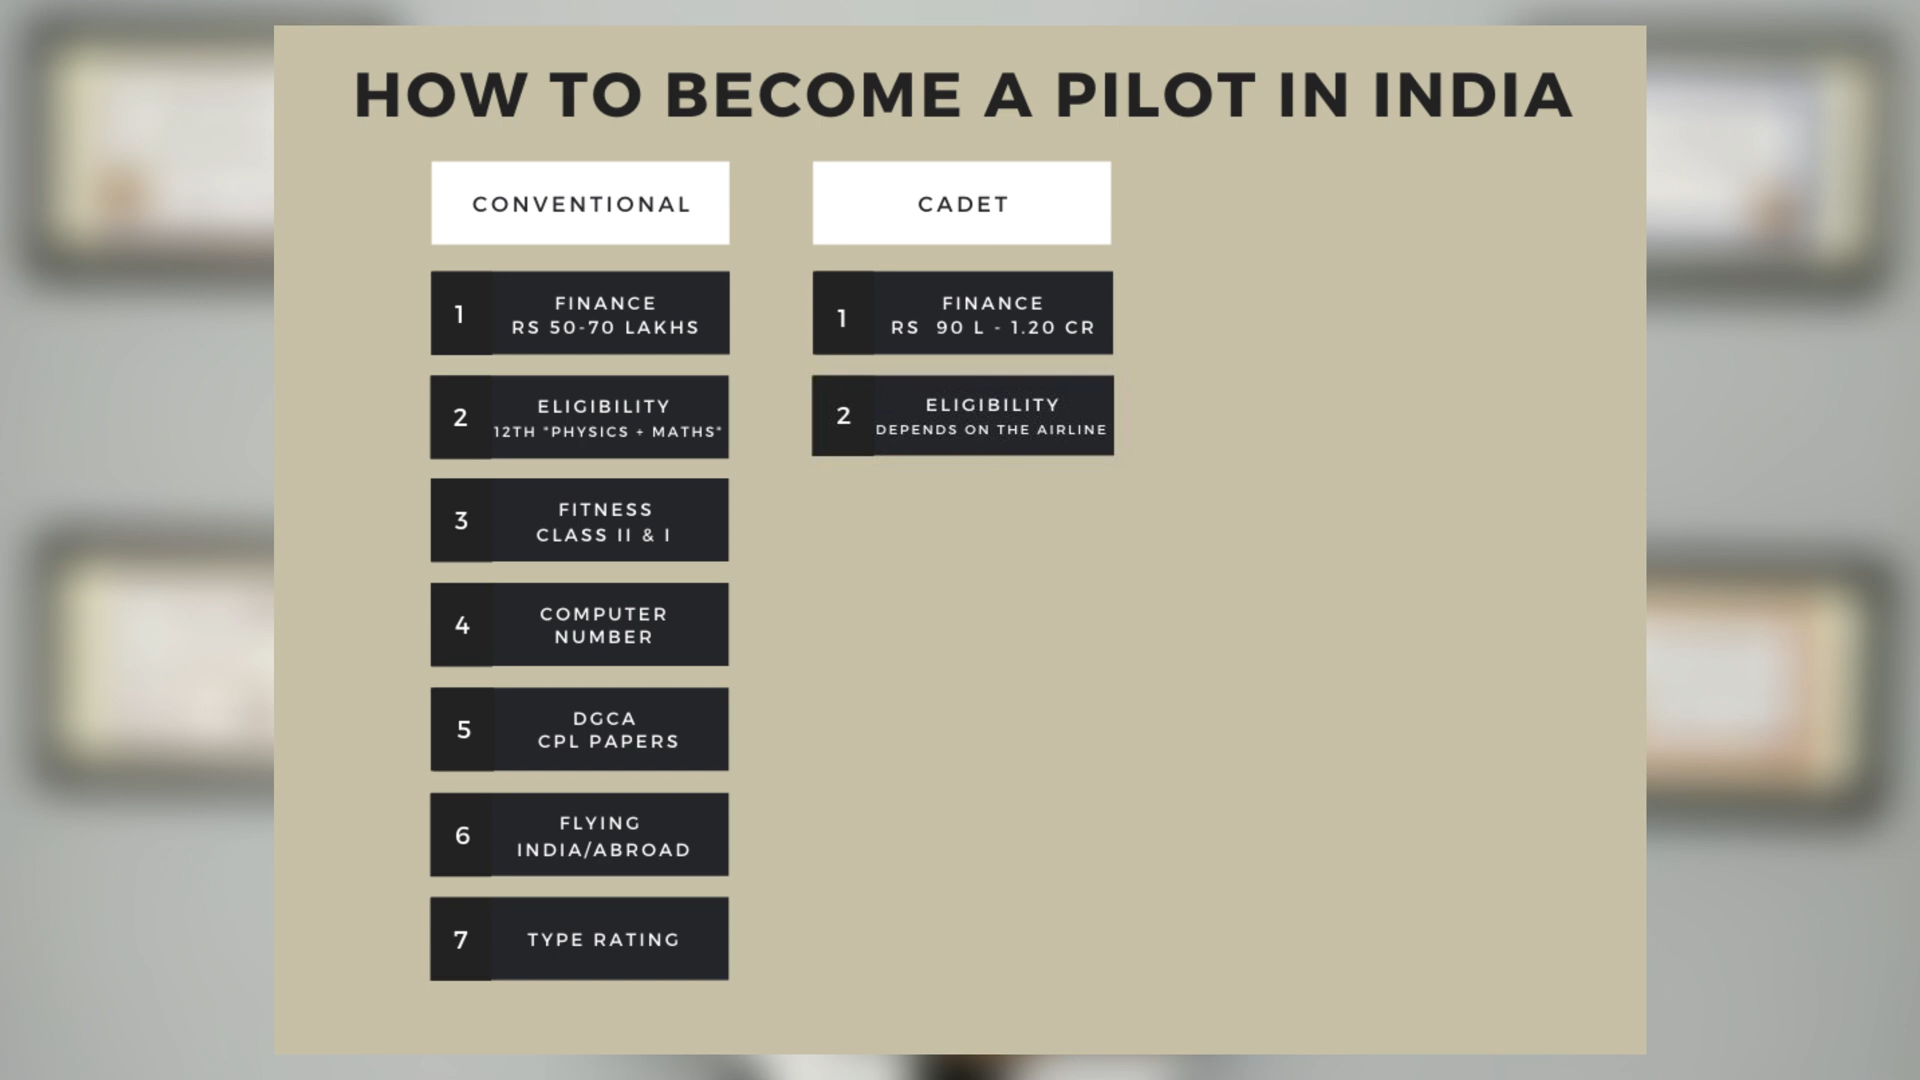 HOW TO BECOME A PILOT IN INDIA
CONVENTIONAL
1
FINANCE
RS 50-70 LAKHS
2
ELIGIBILITY
12TH "PHYSICS + MATHS"
3
FITNESS
CLASS II & I
4
COMPUTER
NUMBER
5
DGCA
CPL PAPERS
6
FLYING
INDIA/ABROAD
7
TYPE RATING
CADET
1
FINANCE
RS 90 L - 1.20 CR
2
ELIGIBILITY
DEPENDS ON THE AIRLINE